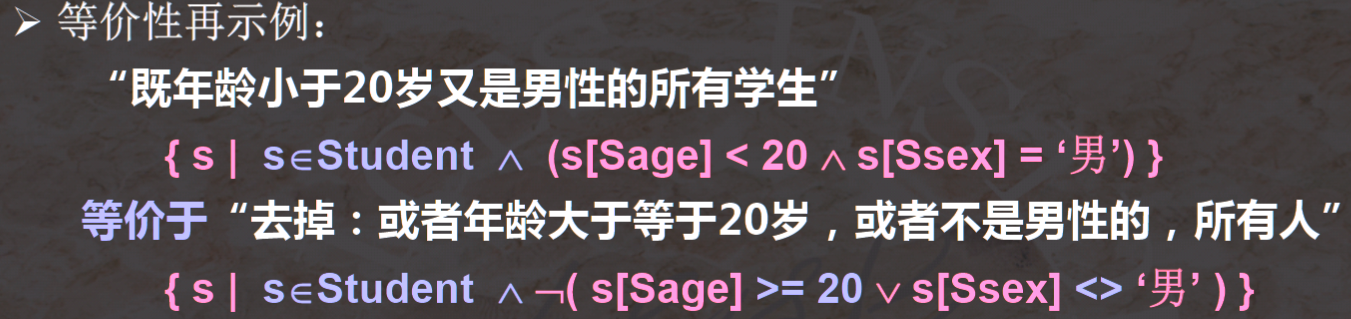 ➢ 等价性再示例：
“既年龄小于20岁又是男性的所有学生”
{ s | s∈Student ∧ (s[Sage] < 20 ∧ s[Ssex] = ‘男’) }
等价于“去掉：或者年龄大于等于20岁，或者不是男性的，所有人”
{ s | s∈Student ∧ ¬( s[Sage] >= 20 ∨ s[Ssex] <> ‘男’ ) }